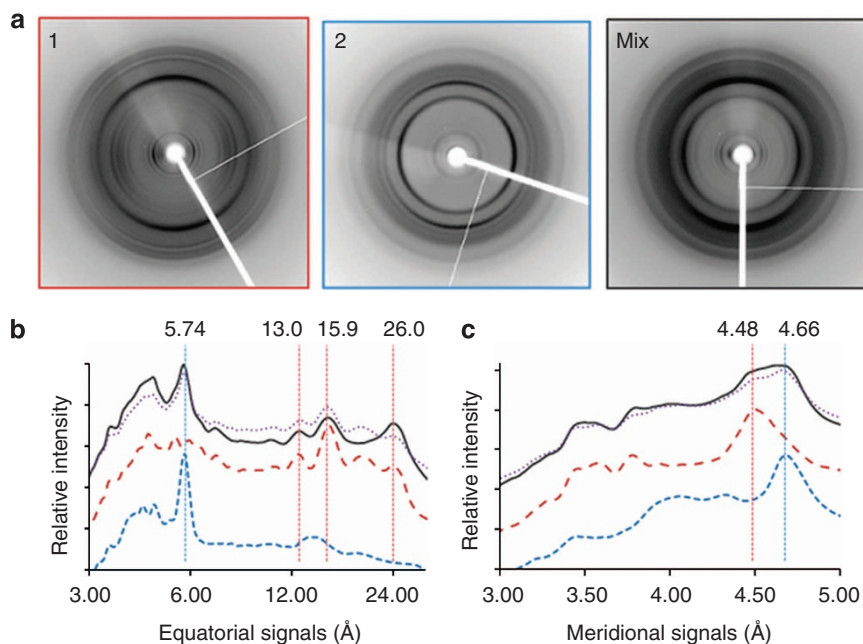 a
1
2
Mix
b
5.74 13.0 15.9 26.0
Relative intensity
3.00 6.00 12.00 24.00
Equatorial signals (Å)
c
4.48 4.66
Relative intensity
3.00 3.50 4.00 4.50 5.00
Meridional signals (Å)